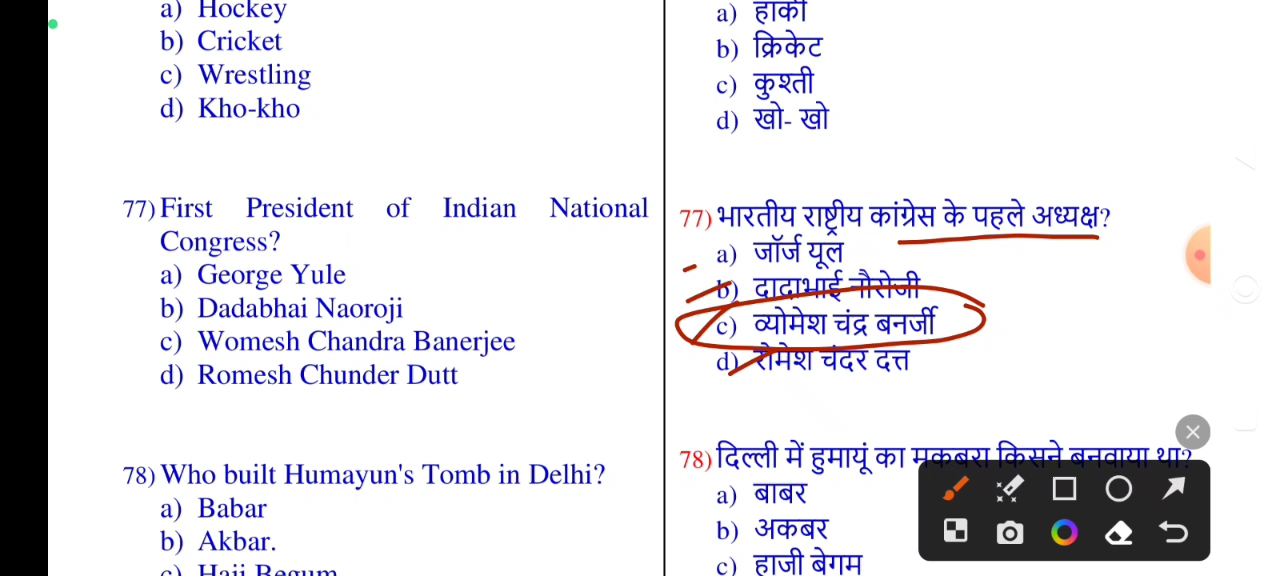 a) Hockey
b) Cricket
c) Wrestling
d) Kho-kho
77) First President of Indian National
Congress?
a) George Yule
b) Dadabhai Naoroji
c) Womesh Chandra Banerjee
d) Romesh Chunder Dutt
78) Who built Humayun's Tomb in Delhi?
a) Babar
b) Akbar.
c) Haji Begum
a) हॉकी
b) क्रिकेट
c) कुश्ती
d) खो- खो
77) भारतीय राष्ट्रीय कांग्रेस के पहले अध्यक्ष?
a) जॉर्ज यूल
b) दादाभाई नौरोजी
c) व्योमेश चंद्र बनर्जी
d) रोमेश चंदर दत्त
78) दिल्ली में हुमायूं का मकबरा किसने बनवाया था?
a) बाबर
b) अकबर
c) हाजी बेगम